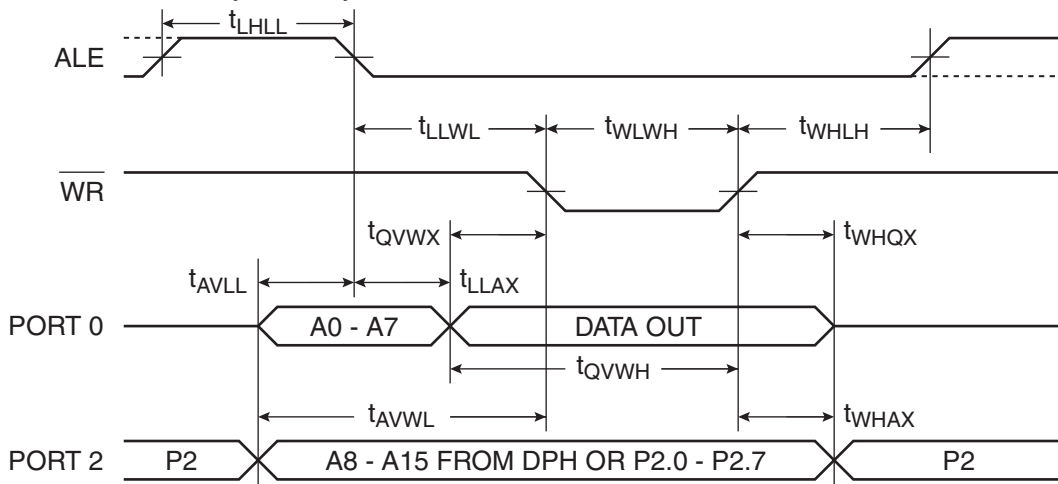 tLHLL
ALE
tLLWL tWLWH tWHLH
WR
tQVWX tWHQX
tAVLL tLLAX
PORT 0 A0 - A7 DATA OUT
tQVWH
tAVWL tWHAX
PORT 2 P2 A8 - A15 FROM DPH OR P2.0 - P2.7 P2